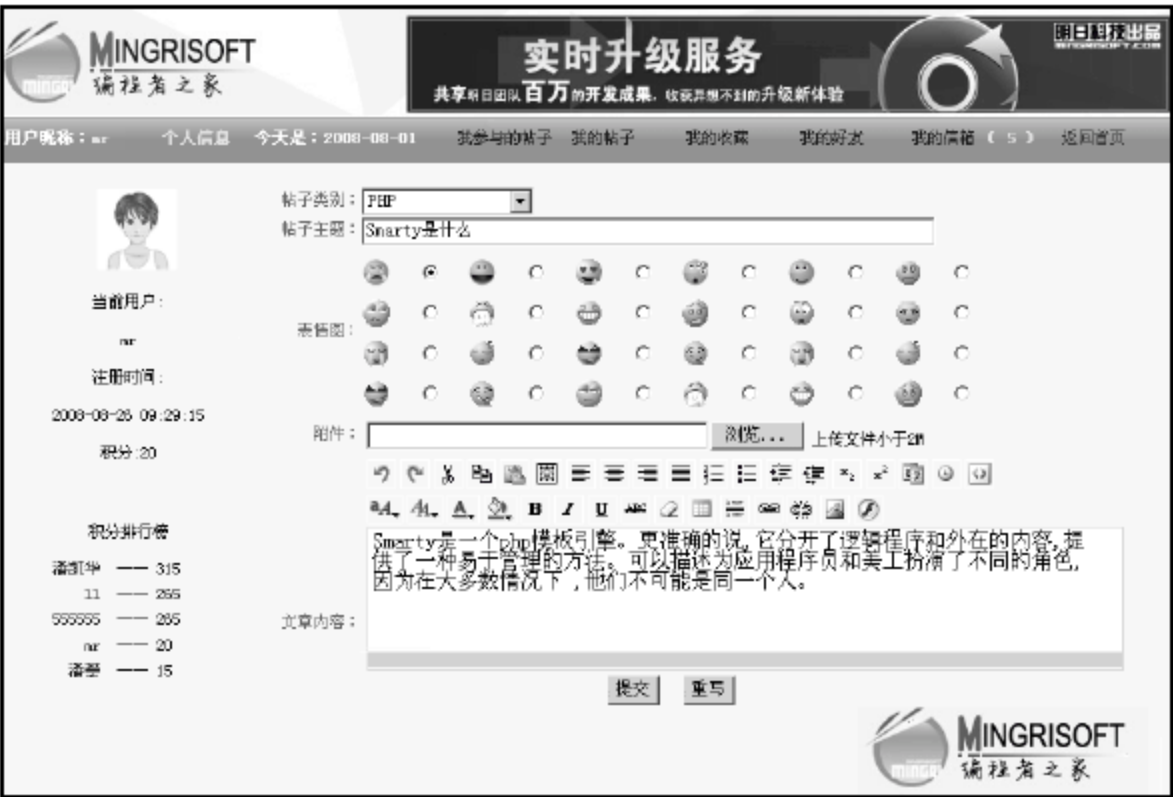 MINGRISOFT
编程者之家
实时升级服务
明日科技出品
MINGRISOFT.COM
共享明日团队百万的开发成果，收获异想不到的升级新体验
用户昵称：mr 个人信息 今天是：2008-08-01 我参与的帖子 我的帖子 我的收藏 我的好友 我的信箱（ 5 ） 返回首页
帖子类别： PHP
帖子主题： Smarty是什么
当前用户：
mr
表情图：
注册时间：
2008-08-26 09:29:15
积分:20
附件： 浏览... 上传文件小于2M
积分排行榜
潘凯华 —— 315
11 —— 265
555555 —— 265
mr —— 20
15
Smarty是一个php模板引擎。更准确的说,它分开了逻辑程序和外在的内容,提
供了一种易于管理的方法。可以描述为应用程序员和美工扮演了不同的角色,
因为在大多数情况下 ,他们不可能是同一个人。
文章内容：
提交 重写
MINGRISOFT
编程者之家